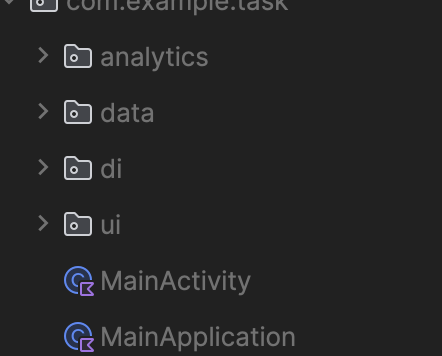 com.example.task
analytics
data
di
ui
MainActivity
MainApplication